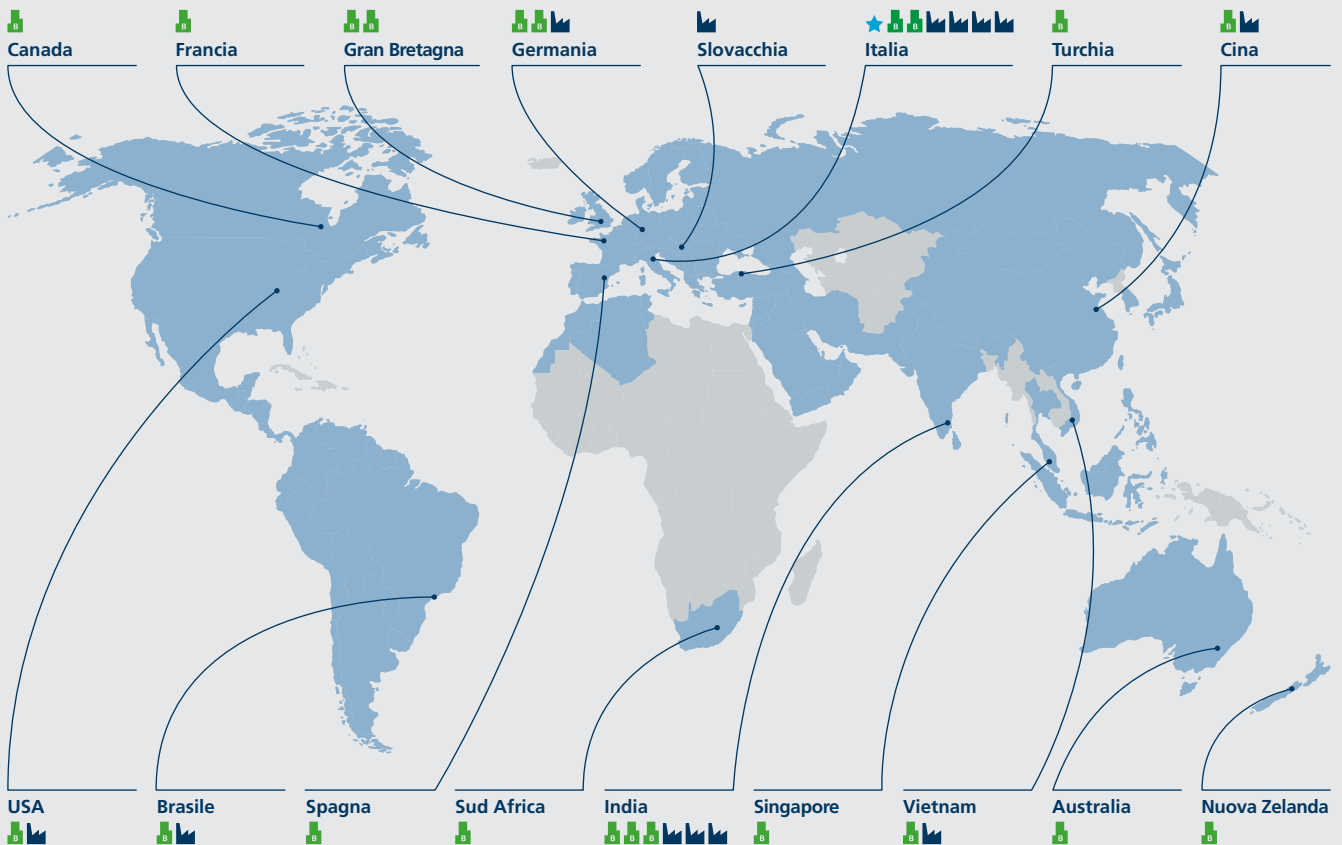 B B B B B B B B B B
Canada Francia Gran Bretagna Germania Slovacchia Italia Turchia Cina
USA Brasile Spagna Sud Africa India Singapore Vietnam Australia Nuova Zelanda
B B B B B B B B B B B